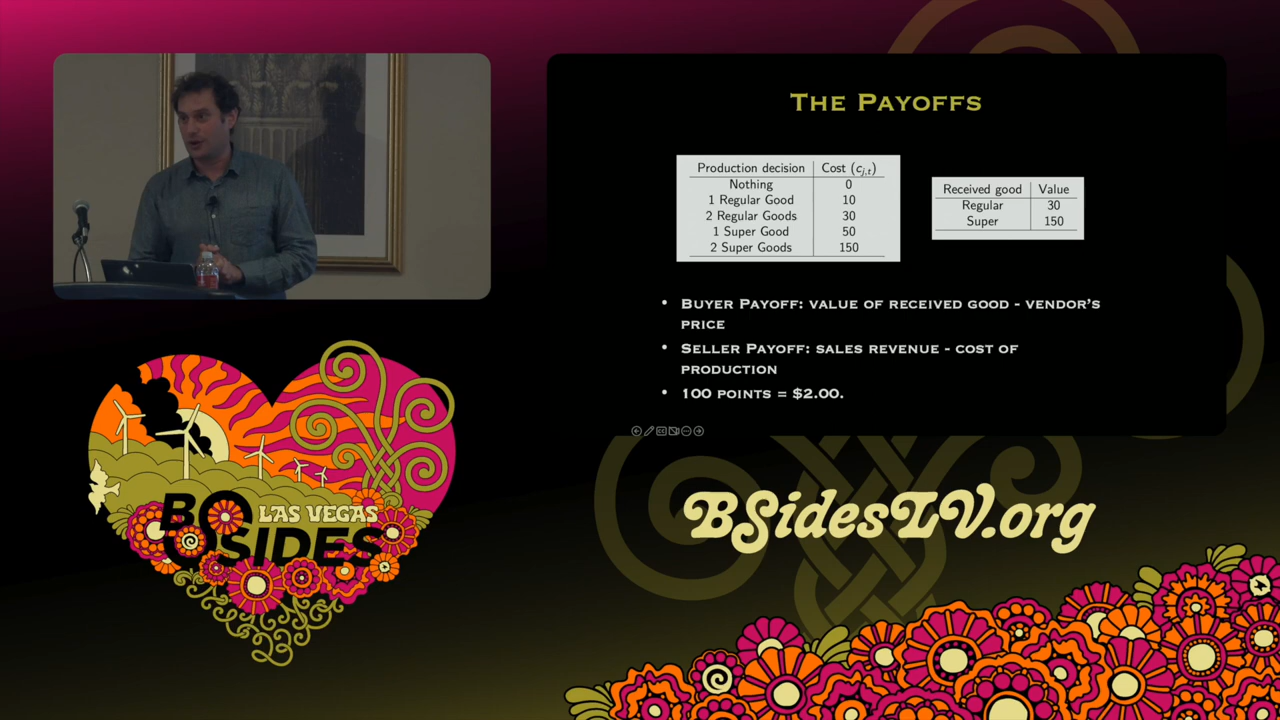 THE PAYOFFS
Production decision Cost (c_{j,t})
Nothing 0
1 Regular Good 10
2 Regular Goods 30
1 Super Good 50
2 Super Goods 150
Received good Value
Regular 30
Super 150
• BUYER PAYOFF: VALUE OF RECEIVED GOOD - VENDOR'S
PRICE
• SELLER PAYOFF: SALES REVENUE - COST OF
PRODUCTION
• 100 POINTS = $2.00.
BSidesLV.org
LAS VEGAS
BSIDES